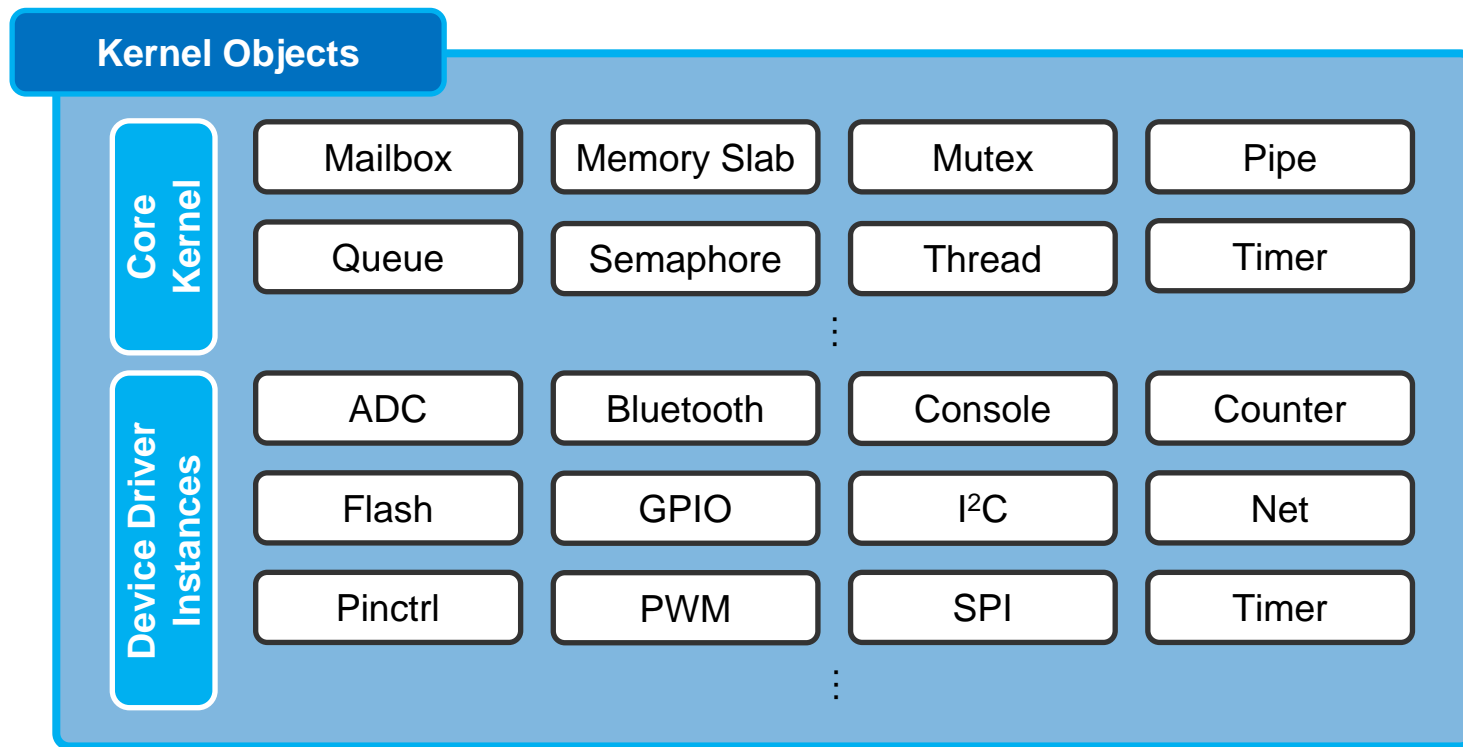 Kernel Objects
Core
Kernel
Mailbox
Memory Slab
Mutex
Pipe
Queue
Semaphore
Thread
Timer
⋮
Device Driver
Instances
ADC
Bluetooth
Console
Counter
Flash
GPIO
I²C
Net
Pinctrl
PWM
SPI
Timer
⋮